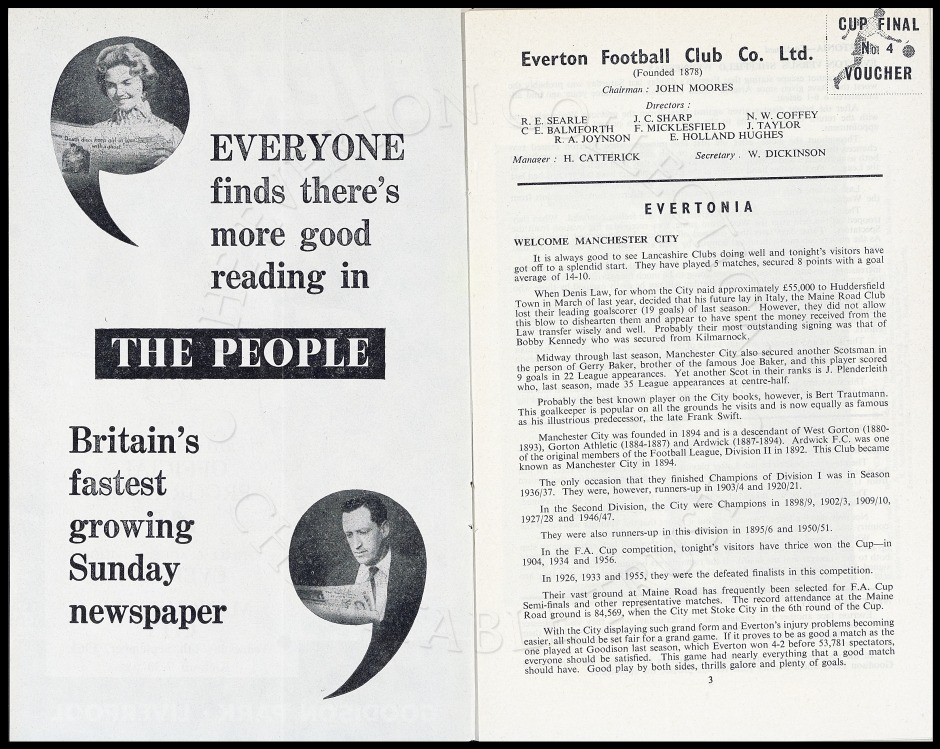 EVERYONE
finds there's
more good
reading in
THE PEOPLE
Britain's
fastest
growing
Sunday
newspaper
CUP FINAL
No. 4
VOUCHER
Everton Football Club Co. Ltd.
(Founded 1878)
Chairman : JOHN MOORES
Directors :
R. E. SEARLE J. C. SHARP N. W. COFFEY
C. E. BALMFORTH F. MICKLESFIELD J. TAYLOR
R. A. JOYNSON E. HOLLAND HUGHES
Manager : H. CATTERICK Secretary . W. DICKINSON
EVERTONIA
WELCOME MANCHESTER CITY
It is always good to see Lancashire Clubs doing well and tonight's visitors have
got off to a splendid start. They have played 5 matches, secured 8 points with a goal
average of 14-10.
When Denis Law, for whom the City paid approximately £55,000 to Huddersfield
Town in March of last year, decided that his future lay in Italy, the Maine Road Club
lost their leading goalscorer (19 goals) of last season. However, they did not allow
this blow to dishearten them and appear to have spent the money received from the
Law transfer wisely and well. Probably their most outstanding signing was that of
Bobby Kennedy who was secured from Kilmarnock.
Midway through last season, Manchester City also secured another Scotsman in
the person of Gerry Baker, brother of the famous Joe Baker, and this player scored
9 goals in 22 League appearances. Yet another Scot in their ranks is J. Plenderleith
who, last season, made 35 League appearances at centre-half.
Probably the best known player on the City books, however, is Bert Trautmann.
This goalkeeper is popular on all the grounds he visits and is now equally as famous
as his illustrious predecessor, the late Frank Swift.
Manchester City was founded in 1894 and is a descendant of West Gorton (1880-
1893), Gorton Athletic (1884-1887) and Ardwick (1887-1894). Ardwick F.C. was one
of the original members of the Football League, Division II in 1892. This Club became
known as Manchester City in 1894.
The only occasion that they finished Champions of Division I was in Season
1936/37. They were, however, runners-up in 1903/4 and 1920/21.
In the Second Division, the City were Champions in 1898/9, 1902/3, 1909/10,
1927/28 and 1946/47.
They were also runners-up in this division in 1895/6 and 1950/51.
In the F.A. Cup competition, tonight's visitors have thrice won the Cup—in
1904, 1934 and 1956.
In 1926, 1933 and 1955, they were the defeated finalists in this competition.
Their vast ground at Maine Road has frequently been selected for F.A. Cup
Semi-finals and other representative matches. The record attendance at the Maine
Road ground is 84,569, when the City met Stoke City in the 6th round of the Cup.
With the City displaying such grand form and Everton's injury problems becoming
easier, all should be set fair for a grand game. If it proves to be as good a match as the
one played at Goodison last season, which Everton won 4-2 before 53,781 spectators,
everyone should be satisfied. This game had nearly everything that a good match
should have. Good play by both sides, thrills galore and plenty of goals.
3